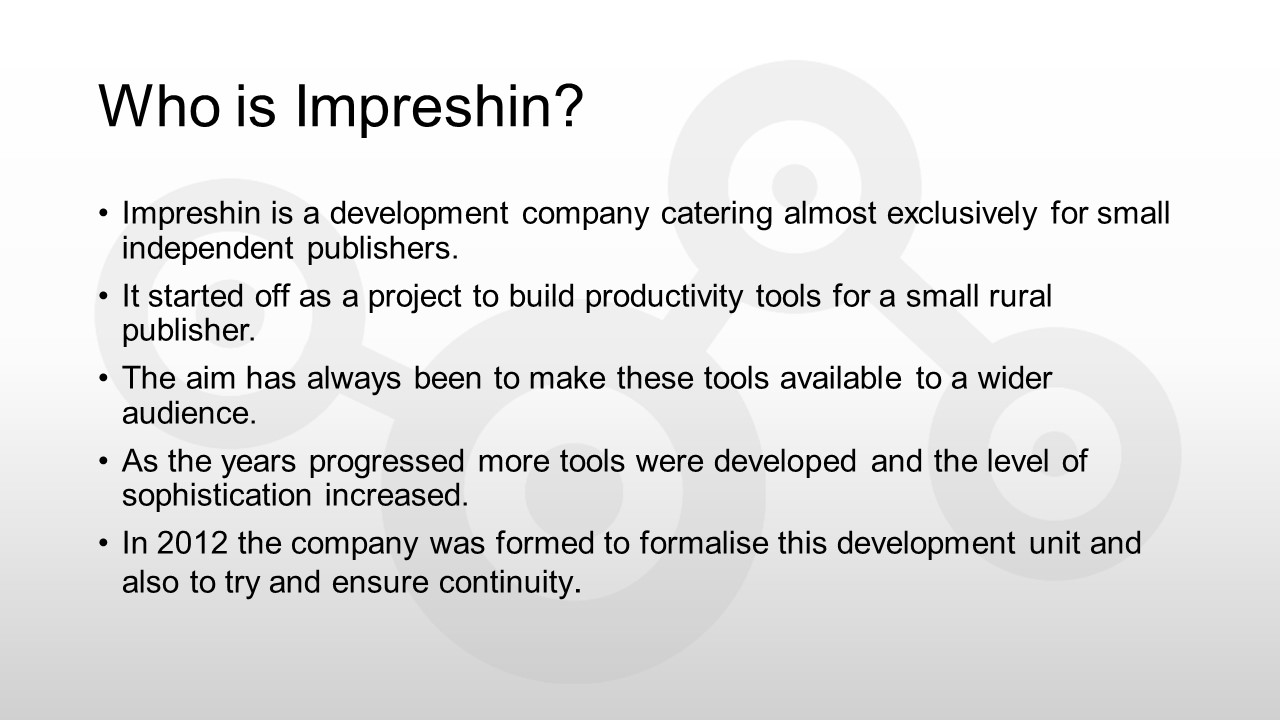 Who is Impreshin?
• Impreshin is a development company catering almost exclusively for small
independent publishers.
• It started off as a project to build productivity tools for a small rural
publisher.
• The aim has always been to make these tools available to a wider
audience.
• As the years progressed more tools were developed and the level of
sophistication increased.
• In 2012 the company was formed to formalise this development unit and
also to try and ensure continuity.